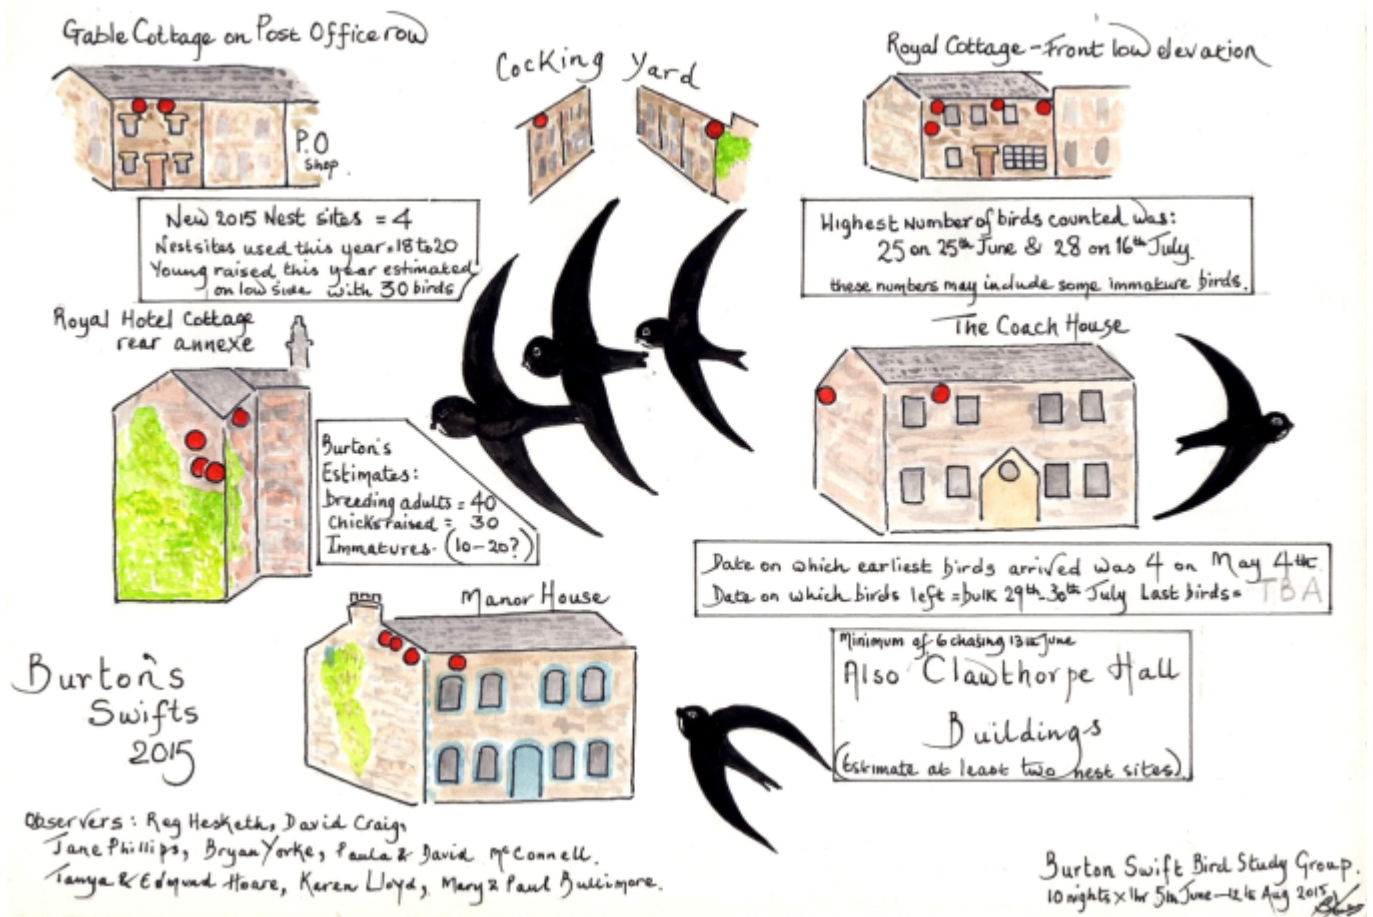 Gable Cottage on Post Office row
Cocking Yard
Royal Cottage - Front low elevation
P.O
Shop.
New 2015 Nest sites = 4
Nestsites used this year = 18 to 20
Young raised this year estimated
on low side with 30 birds
Highest Number of birds counted was:
25 on 25th June & 28 on 16th July.
these numbers may include some immature birds.
Royal Hotel Cottage
rear annexe
The Coach House
Burton's
Estimates:
breeding adults = 40
Chicks raised = 30
Immatures. (10-20?)
Date on which earliest birds arrived was 4 on May 4th.
Date on which birds left = bulk 29th-30th July Last birds = TBA
Manor House
Minimum of 6 chasing 13th June
Also Clawthorpe Hall
Buildings
(Estimate at least two nest sites).
Burton's
Swifts
2015
Observers: Reg Hesketh, David Craig,
Jane Phillips, Bryan Yorke, Paula & David McConnell.
Tanya & Edmund Hoare, Karen Lloyd, Mary & Paul Bullimore.
Burton Swift Bird Study Group.
10 nights x 1hr 5th June - 12th Aug 2015